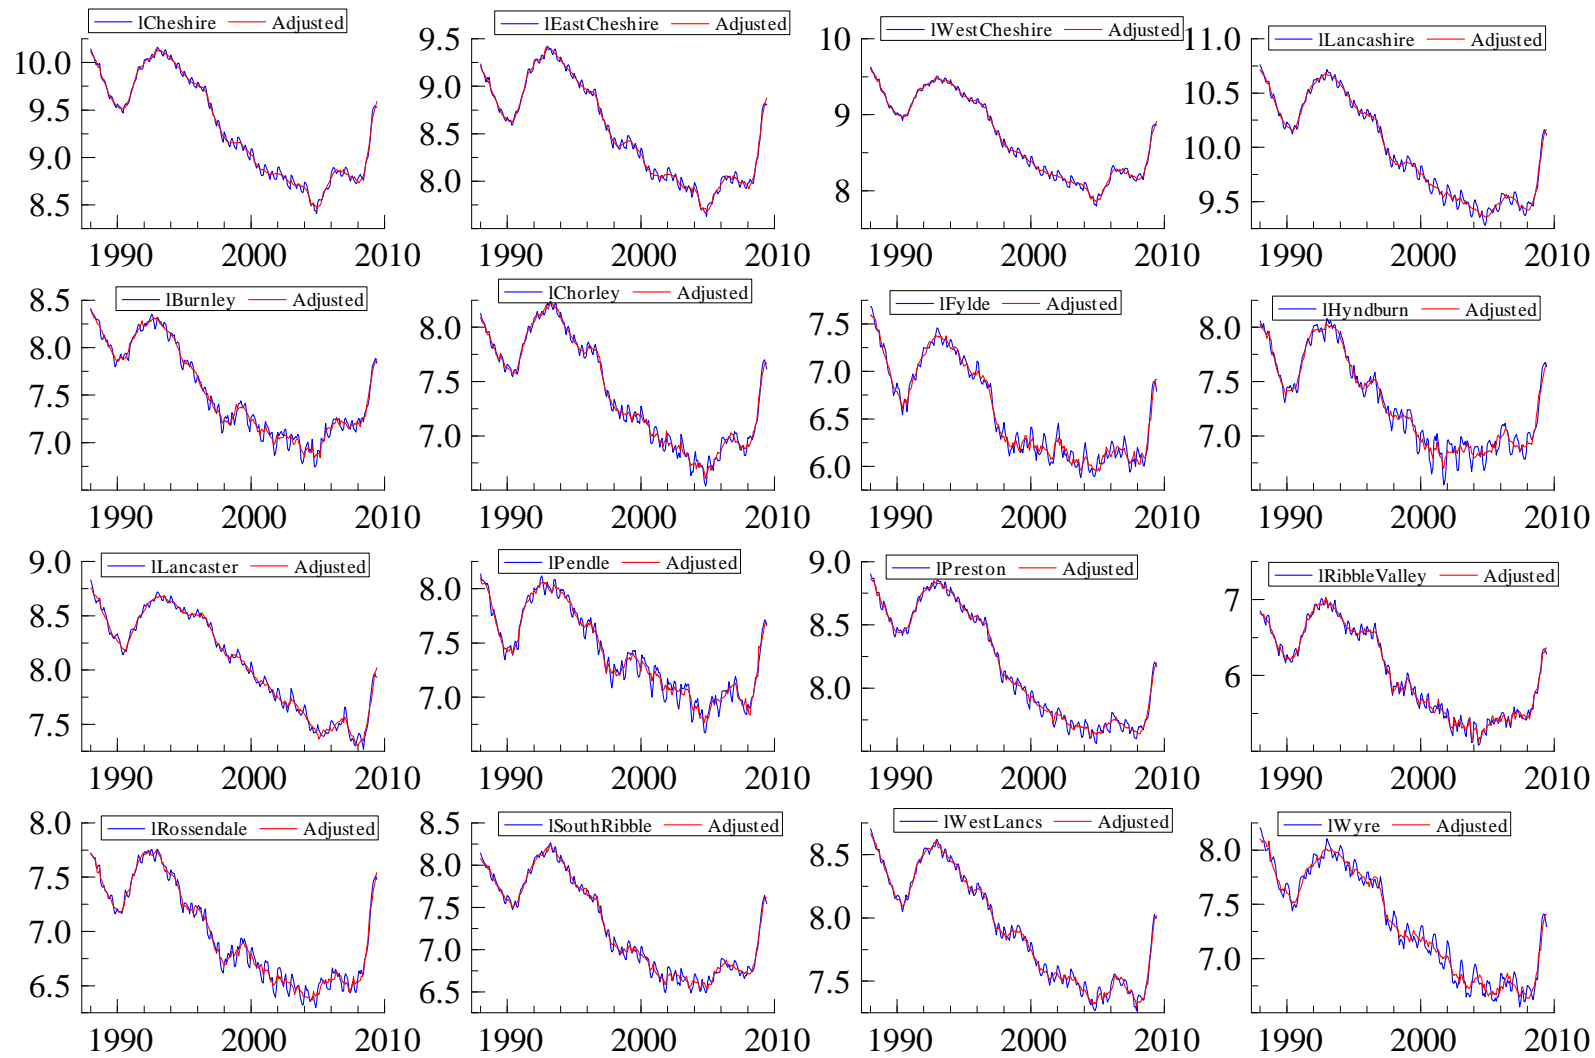 lCheshire Adjusted
10.0
9.5
9.0
8.5
1990 2000 2010
lEastCheshire Adjusted
9.5
9.0
8.5
8.0
1990 2000 2010
lWestCheshire Adjusted
10
9
8
1990 2000 2010
lLancashire Adjusted
11.0
10.5
10.0
9.5
1990 2000 2010
lBurnley Adjusted
8.5
8.0
7.5
7.0
1990 2000 2010
lChorley Adjusted
8.0
7.5
7.0
1990 2000 2010
lFylde Adjusted
7.5
7.0
6.5
6.0
1990 2000 2010
lHyndburn Adjusted
8.0
7.5
7.0
1990 2000 2010
lLancaster Adjusted
9.0
8.5
8.0
7.5
1990 2000 2010
lPendle Adjusted
8.0
7.5
7.0
1990 2000 2010
lPreston Adjusted
9.0
8.5
8.0
1990 2000 2010
lRibbleValley Adjusted
7
6
1990 2000 2010
lRossendale Adjusted
8.0
7.5
7.0
6.5
1990 2000 2010
lSouthRibble Adjusted
8.5
8.0
7.5
7.0
6.5
1990 2000 2010
lWestLancs Adjusted
8.5
8.0
7.5
1990 2000 2010
lWyre Adjusted
8.0
7.5
7.0
1990 2000 2010